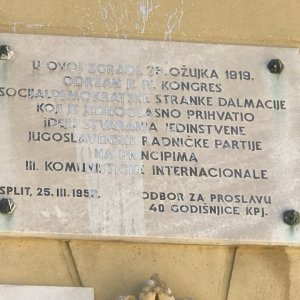 U OVOJ ZGRADI, 25. OŽUJKA 1919.
ODRŽAN JE IV. KONGRES
SOCIJALDEMOKRATSKE STRANKE DALMACIJE
KOJI JE JEDNOGLASNO PRIHVATIO
IDEJU STVARANJA JEDINSTVENE
JUGOSLAVENSKE RADNIČKE PARTIJE
NA PRINCIPIMA
III. KOMUNISTIČKE INTERNACIONALE
SPLIT, 25. III. 1959. ODBOR ZA PROSLAVU
40 GODIŠNJICE KPJ.